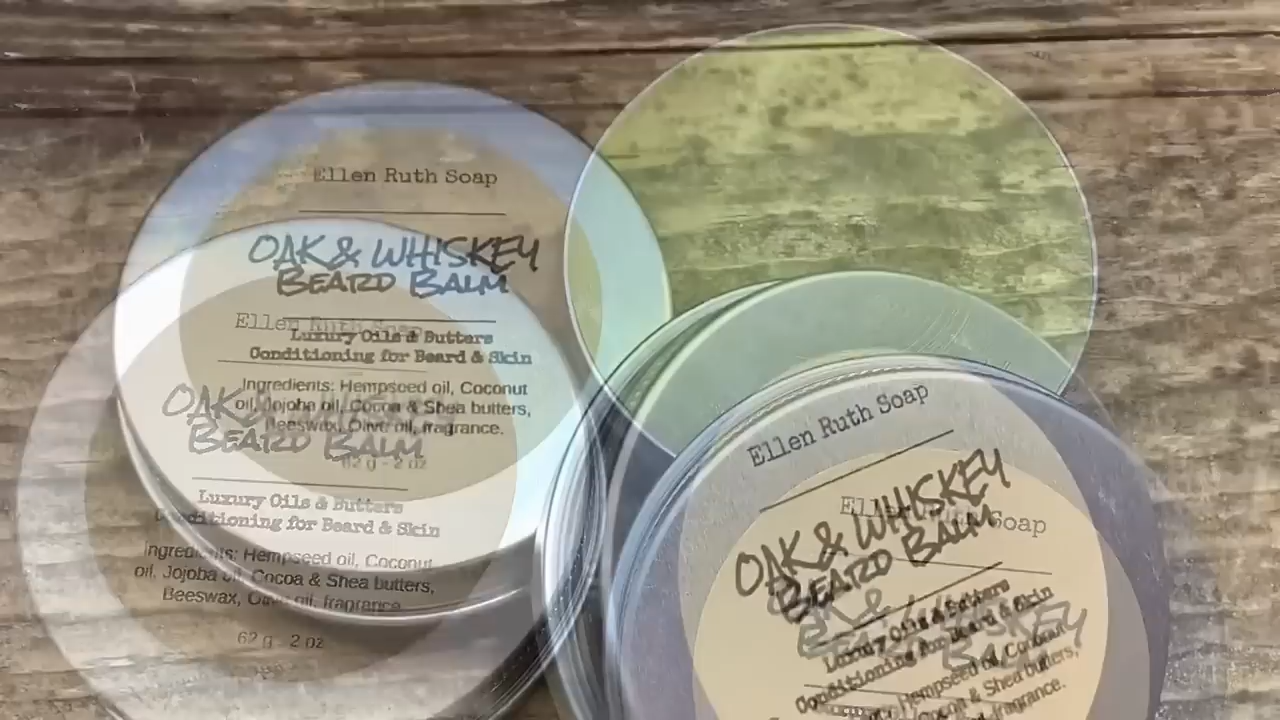 Ellen Ruth Soap
OAK & WHISKEY
BEARD BALM
Luxury Oils & Butters
Conditioning for Beard & Skin
Ingredients: Hempseed oil, Coconut
oil, Jojoba oil, Cocoa & Shea butters,
Beeswax, Olive oil, fragrance.
62 g - 2 oz
Ellen Ruth Soap
OAK & WHISKEY
BEARD BALM
Luxury Oils & Butters
Conditioning for Beard & Skin
Ingredients: Hempseed oil, Coconut
oil, Jojoba oil, Cocoa & Shea butters,
Beeswax, Olive oil, fragrance.
62 g - 2 oz
Ellen Ruth Soap
OAK & WHISKEY
BEARD BALM
Luxury Oils & Butters
Conditioning for Beard & Skin
Hempseed oil, Coconut
Cocoa & Shea butters,
fragrance.
Ellen Soap
OAK & WHISKEY
BEARD BALM